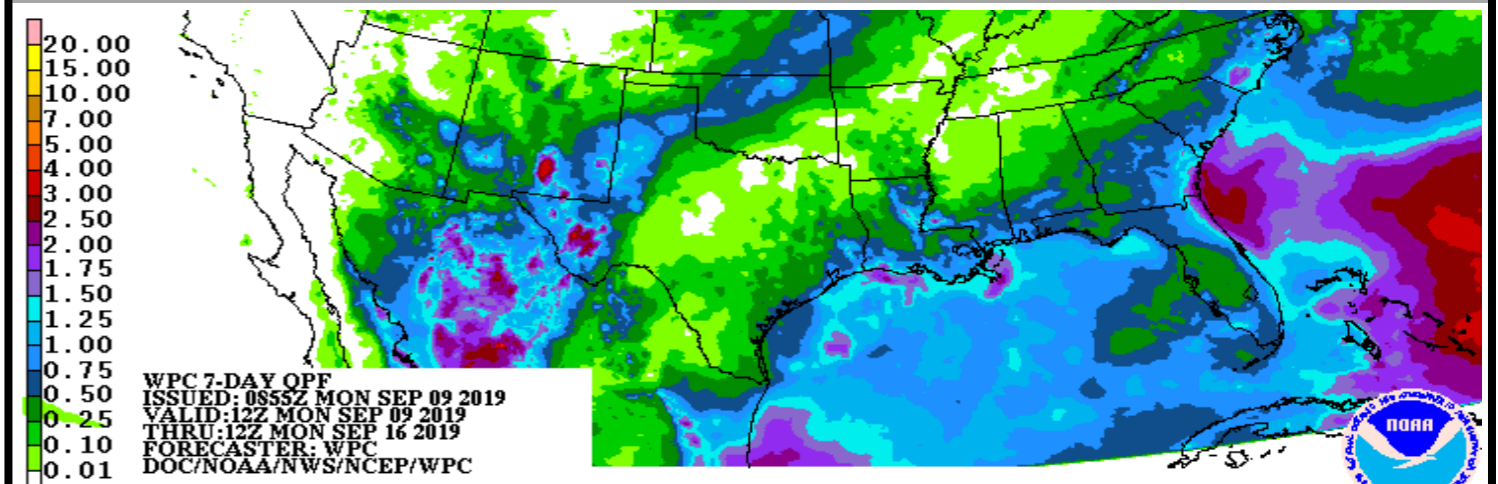 20.00
15.00
10.00
7.00
5.00
4.00
3.00
2.50
2.00
1.75
1.50
1.25
1.00
0.75
0.50
0.25
0.10
0.01
WPC 7-DAY QPF
ISSUED: 0855Z MON SEP 09 2019
VALID:12Z MON SEP 09 2019
THRU:12Z MON SEP 16 2019
FORECASTER: WPC
DOC/NOAA/NWS/NCEP/WPC
NOAA